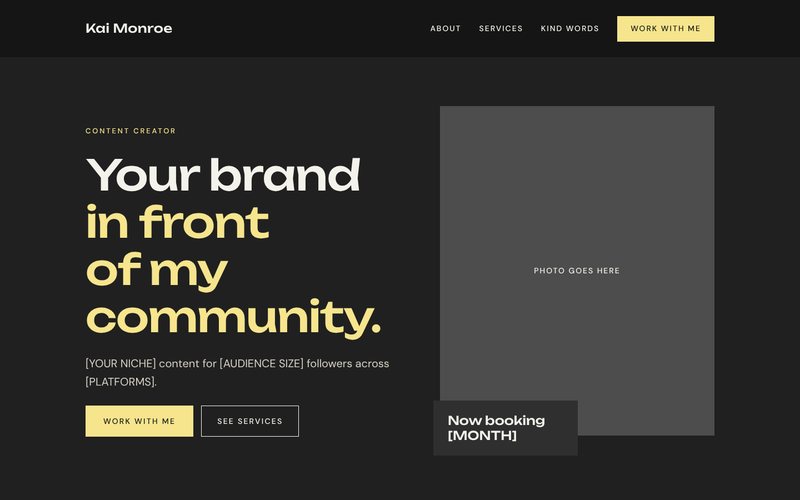 Kai Monroe
ABOUT
SERVICES
KIND WORDS
WORK WITH ME
CONTENT CREATOR
Your brand
in front
of my
community.
[YOUR NICHE] content for [AUDIENCE SIZE] followers across
[PLATFORMS].
WORK WITH ME
SEE SERVICES
PHOTO GOES HERE
Now booking
[MONTH]